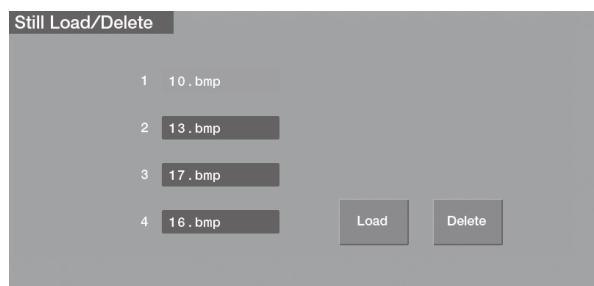 Still Load/Delete
1 10.bmp
2 13.bmp
3 17.bmp
4 16.bmp Load Delete